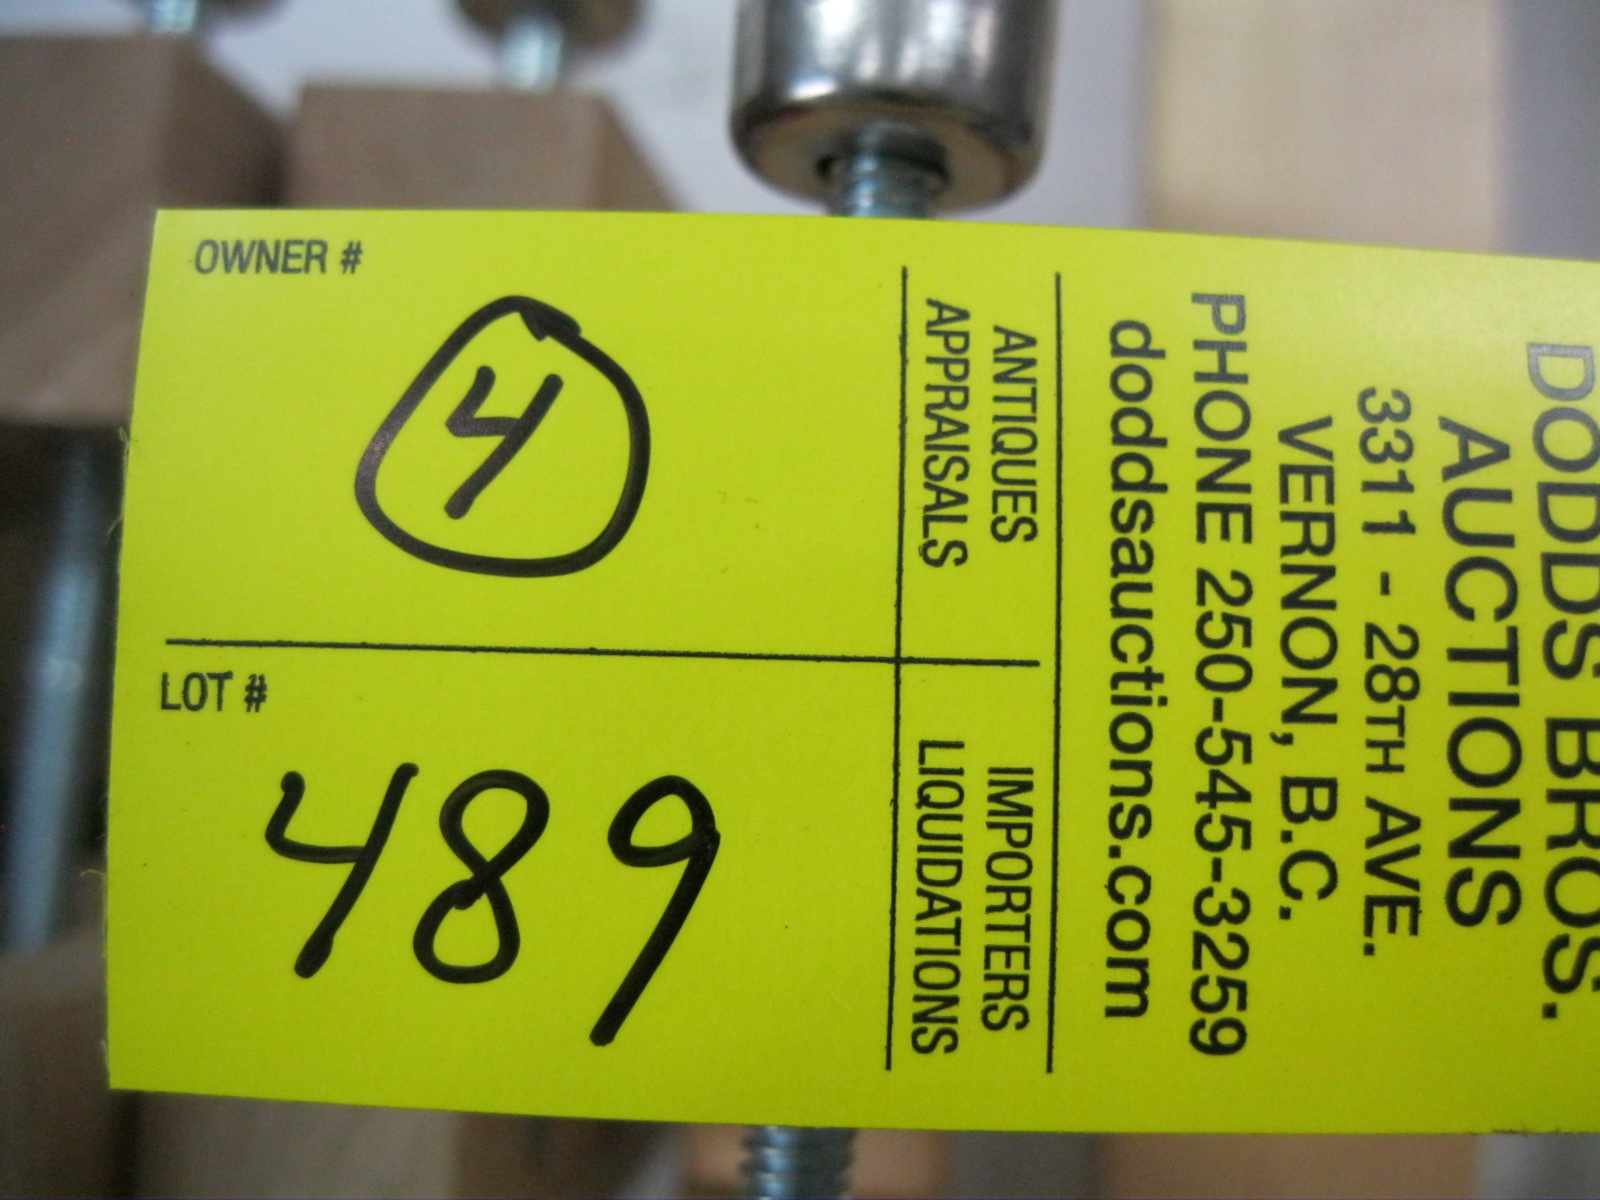 OWNER #
4
LOT #
489
DODDS BROS.
AUCTIONS
3311 - 28TH AVE.
VERNON, B.C.
PHONE 250-545-3259
doddsauctions.com
ANTIQUES
APPRAISALS
IMPORTERS
LIQUIDATIONS